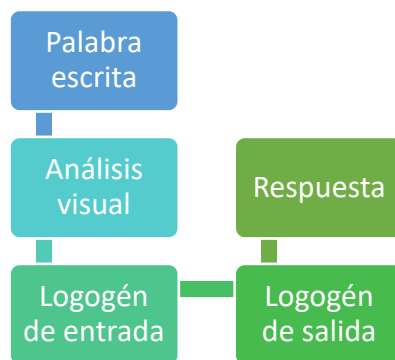 Palabra
escrita
Análisis
visual
Logogén
de entrada
Logogén
de salida
Respuesta